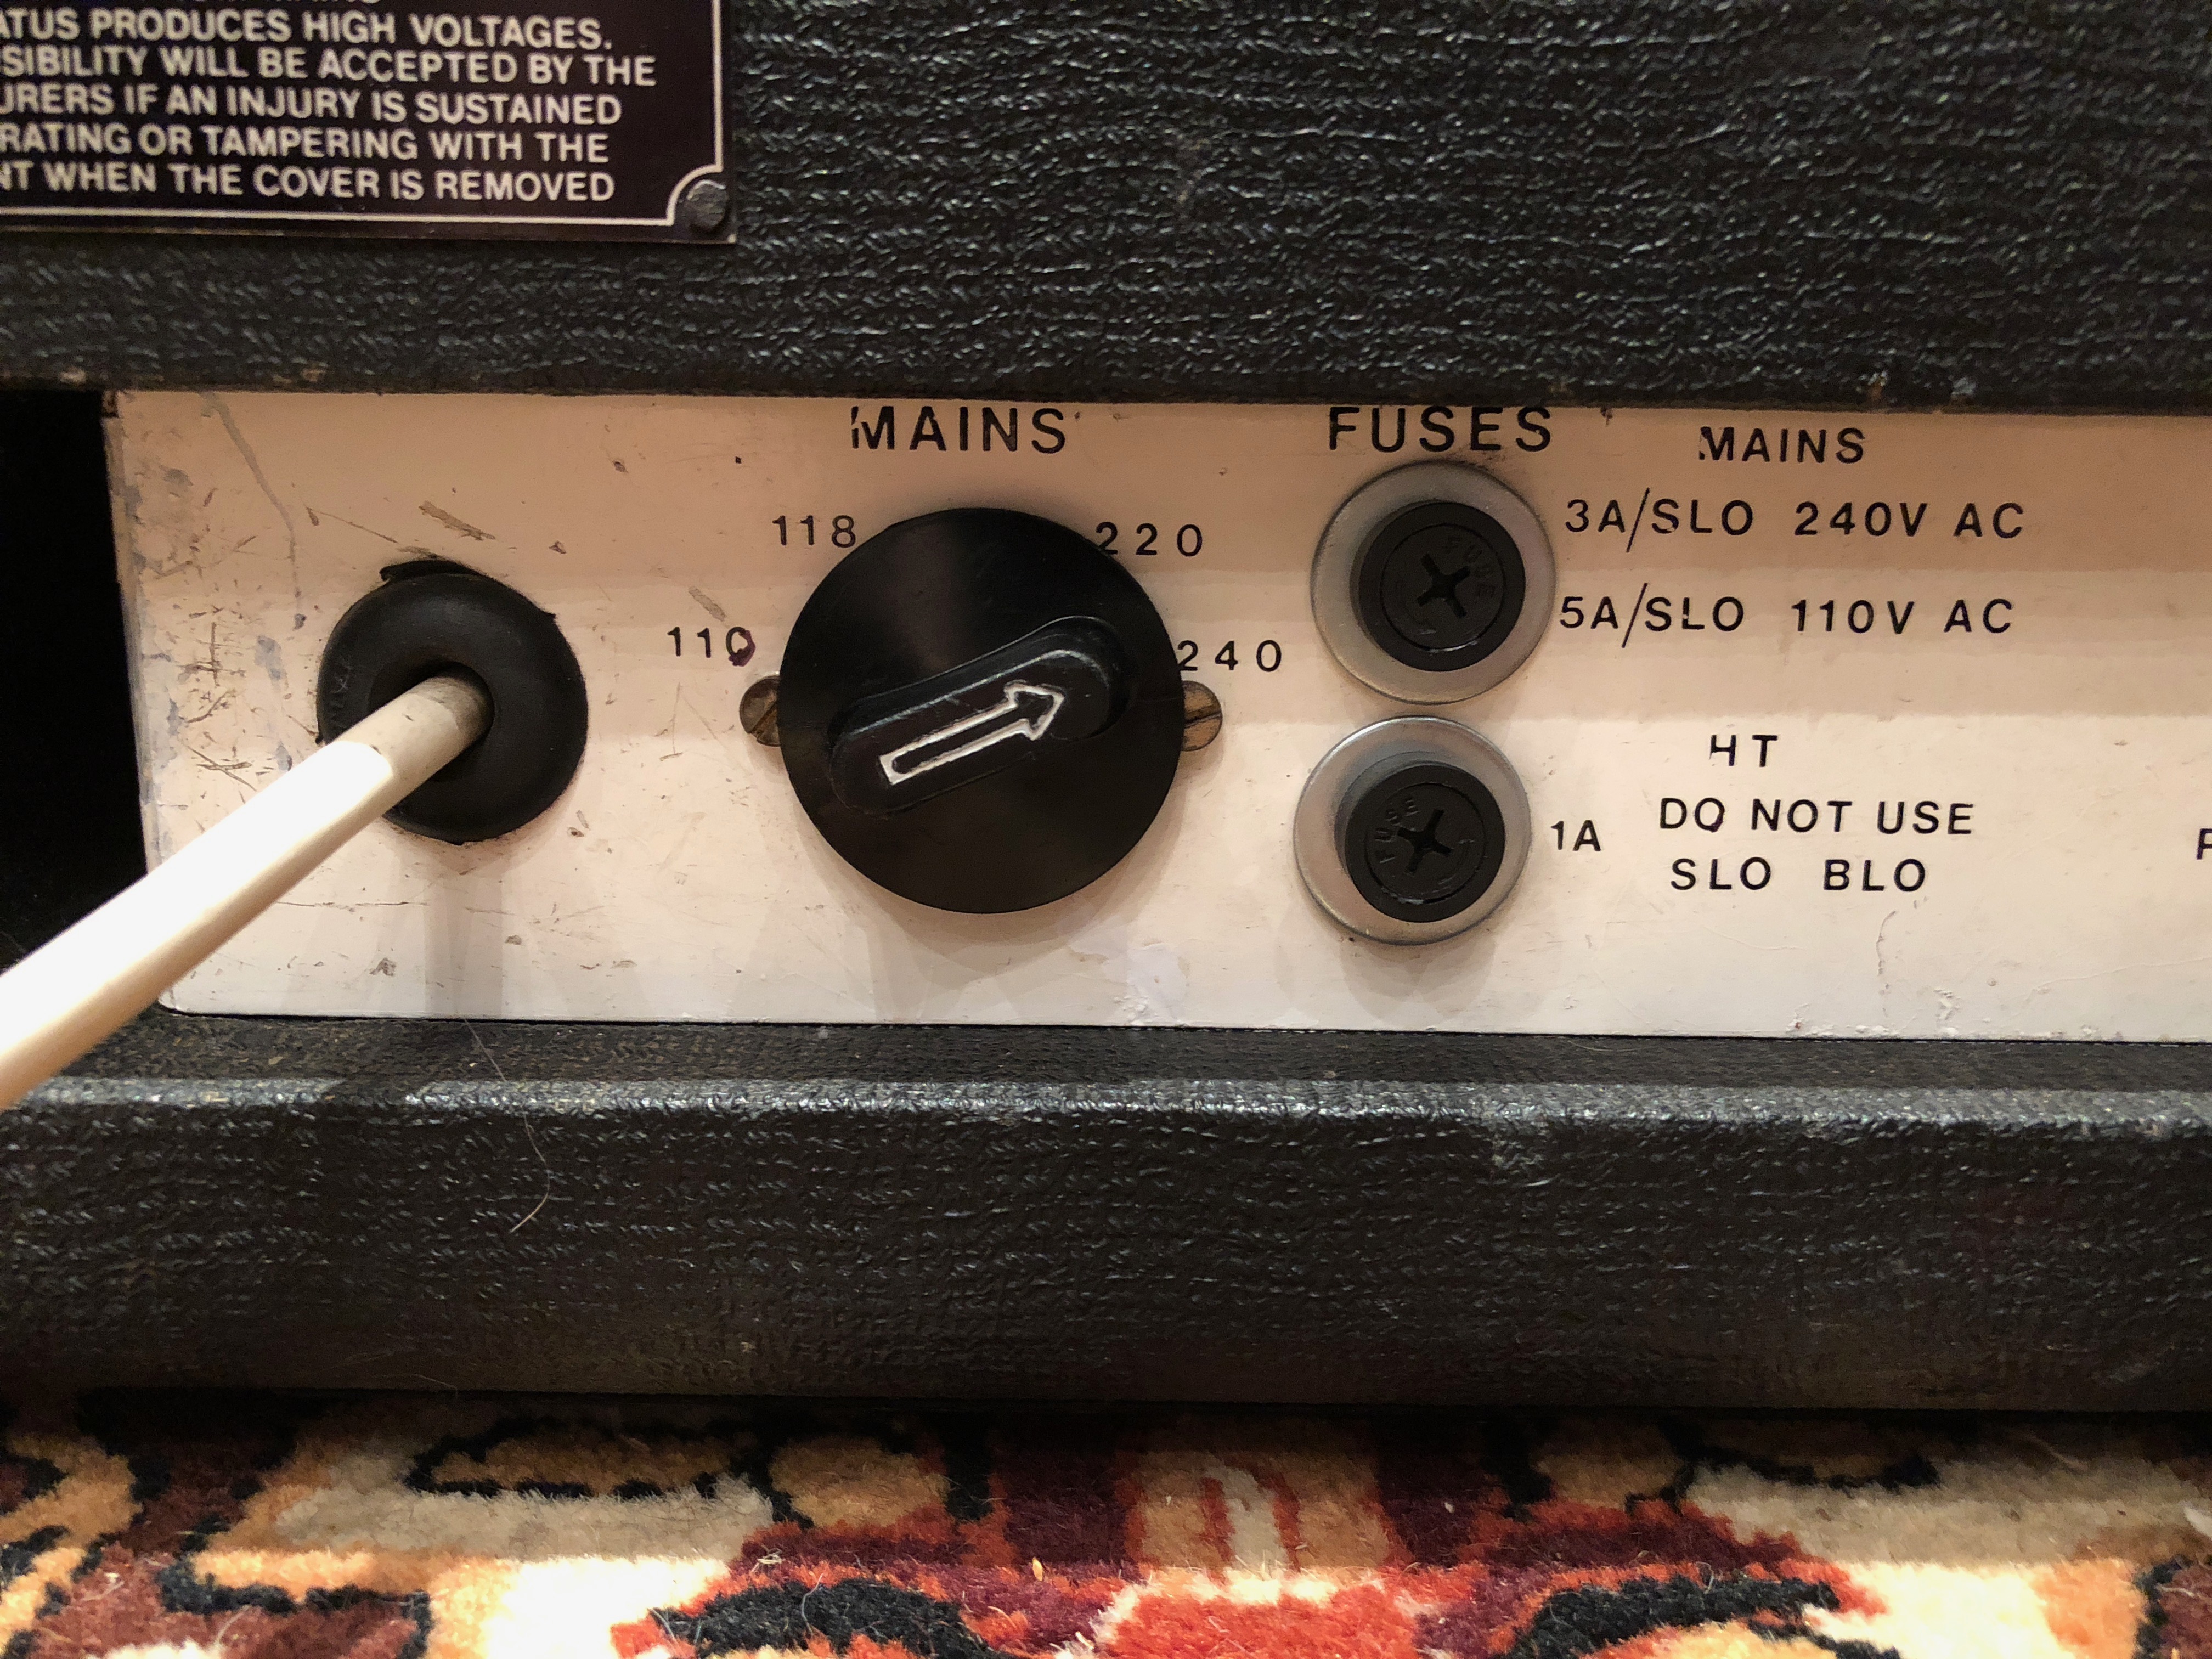 ATUS PRODUCES HIGH VOLTAGES.
SIBILITY WILL BE ACCEPTED BY THE
URERS IF AN INJURY IS SUSTAINED
RATING OR TAMPERING WITH THE
NT WHEN THE COVER IS REMOVED
MAINS
FUSES
MAINS
118
220
110
240
FUSE
3A/SLO 240V AC
5A/SLO 110V AC
HT
FUSE
1A
DO NOT USE
SLO BLO